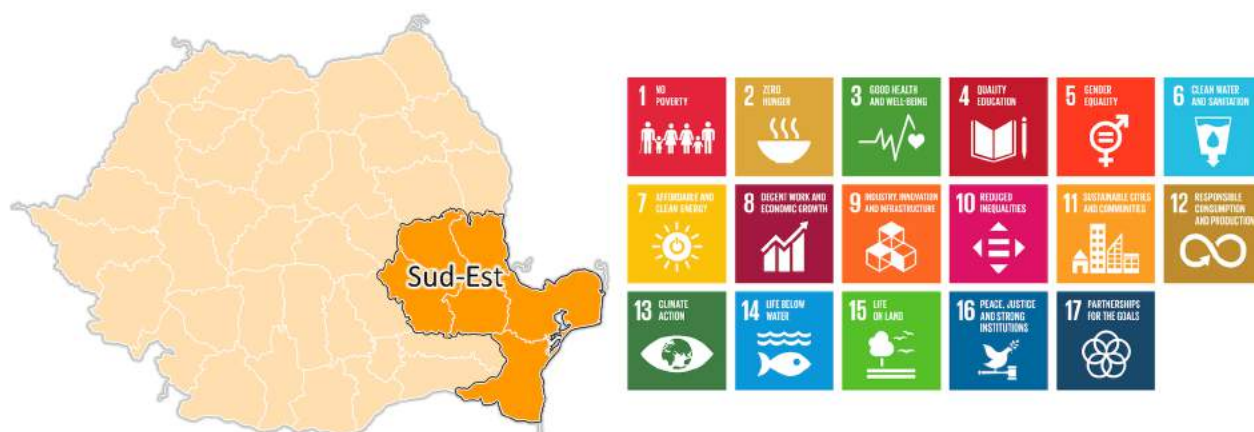 Sud-Est
1 NO
POVERTY
2 ZERO
HUNGER
3 GOOD HEALTH
AND WELL-BEING
4 QUALITY
EDUCATION
5 GENDER
EQUALITY
6 CLEAN WATER
AND SANITATION
7 AFFORDABLE AND
CLEAN ENERGY
8 DECENT WORK AND
ECONOMIC GROWTH
9 INDUSTRY, INNOVATION
AND INFRASTRUCTURE
10 REDUCED
INEQUALITIES
11 SUSTAINABLE CITIES
AND COMMUNITIES
12 RESPONSIBLE
CONSUMPTION
AND PRODUCTION
13 CLIMATE
ACTION
14 LIFE BELOW
WATER
15 LIFE
ON LAND
16 PEACE, JUSTICE
AND STRONG
INSTITUTIONS
17 PARTNERSHIPS
FOR THE GOALS